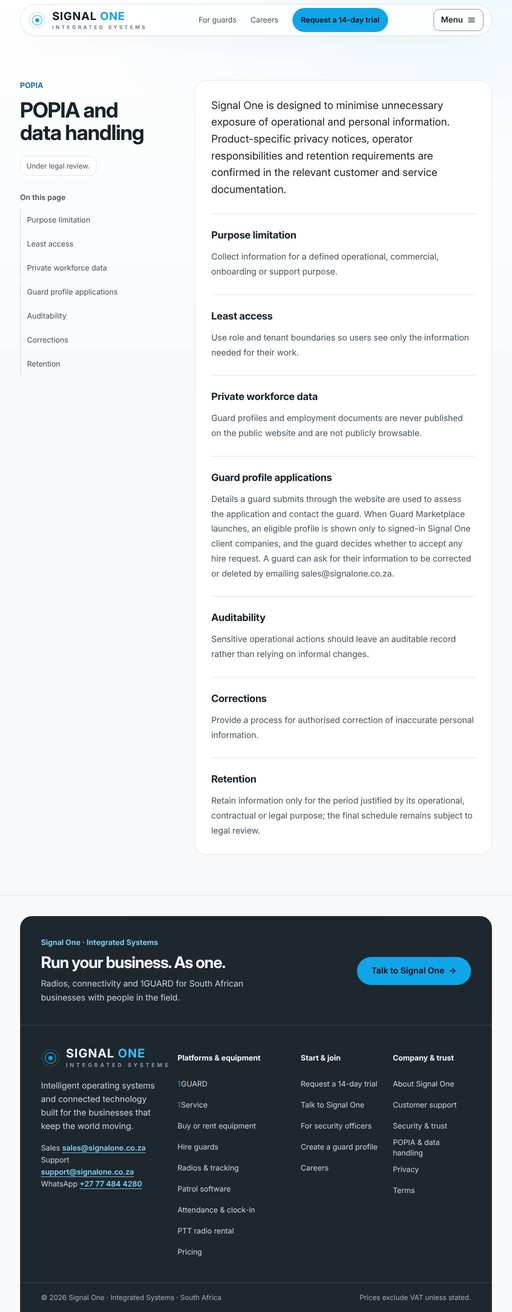 SIGNAL ONE
INTEGRATED SYSTEMS
For guards
Careers
Request a 14-day trial
Menu
POPIA
POPIA and
data handling
Under legal review.
On this page
Purpose limitation
Least access
Private workforce data
Guard profile applications
Auditability
Corrections
Retention
Signal One is designed to minimise unnecessary
exposure of operational and personal information.
Product-specific privacy notices, operator
responsibilities and retention requirements are
confirmed in the relevant customer and service
documentation.
Purpose limitation
Collect information for a defined operational, commercial,
onboarding or support purpose.
Least access
Use role and tenant boundaries so users see only the information
needed for their work.
Private workforce data
Guard profiles and employment documents are never published
on the public website and are not publicly browsable.
Guard profile applications
Details a guard submits through the website are used to assess
the application and contact the guard. When Guard Marketplace
launches, an eligible profile is shown only to signed-in Signal One
client companies, and the guard decides whether to accept any
hire request. A guard can ask for their information to be corrected
or deleted by emailing sales@signalone.co.za.
Auditability
Sensitive operational actions should leave an auditable record
rather than relying on informal changes.
Corrections
Provide a process for authorised correction of inaccurate personal
information.
Retention
Retain information only for the period justified by its operational,
contractual or legal purpose; the final schedule remains subject to
legal review.
Signal One · Integrated Systems
Run your business. As one.
Radios, connectivity and 1GUARD for South African
businesses with people in the field.
Talk to Signal One →
SIGNAL ONE
INTEGRATED SYSTEMS
Intelligent operating systems
and connected technology
built for the businesses that
keep the world moving.
Sales sales@signalone.co.za
Support
support@signalone.co.za
WhatsApp +27 77 484 4280
Platforms & equipment
1GUARD
1Service
Buy or rent equipment
Hire guards
Radios & tracking
Patrol software
Attendance & clock-in
PTT radio rental
Pricing
Start & join
Request a 14-day trial
Talk to Signal One
For security officers
Create a guard profile
Careers
Company & trust
About Signal One
Customer support
Security & trust
POPIA & data
handling
Privacy
Terms
© 2026 Signal One · Integrated Systems · South Africa
Prices exclude VAT unless stated.